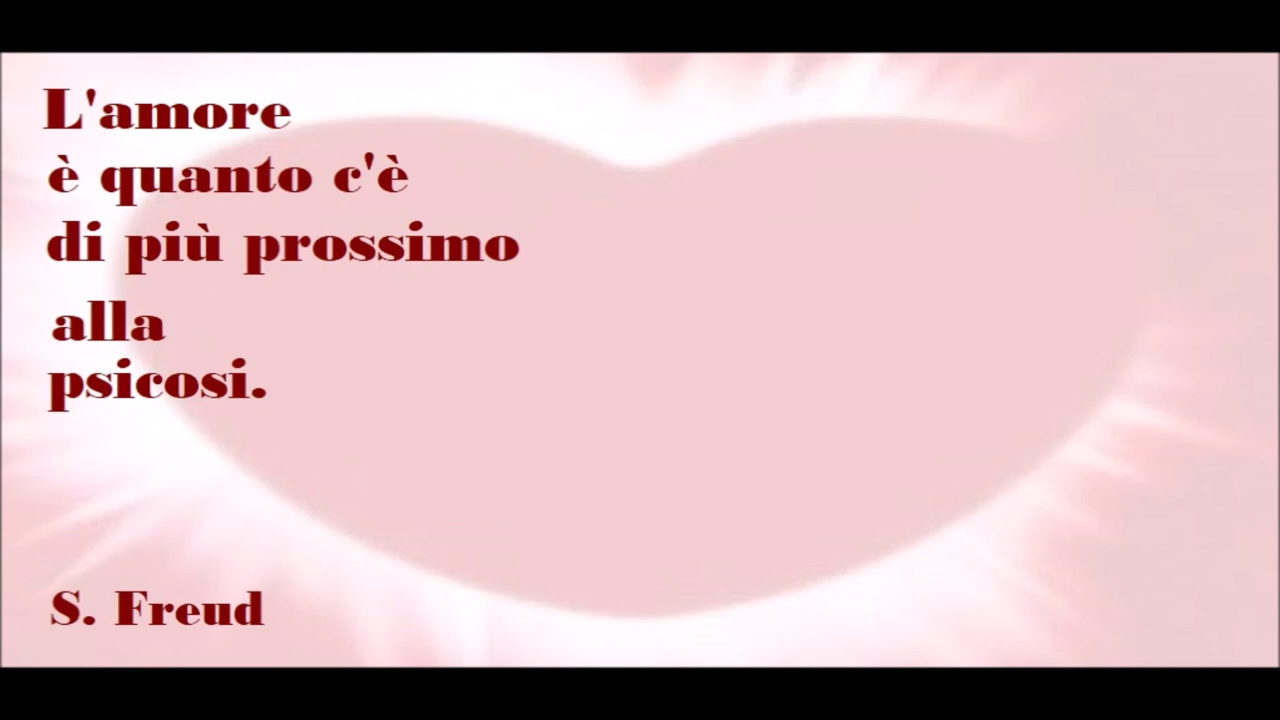 L'amore
è quanto c'è
di più prossimo
alla
psicosi.
S. Freud